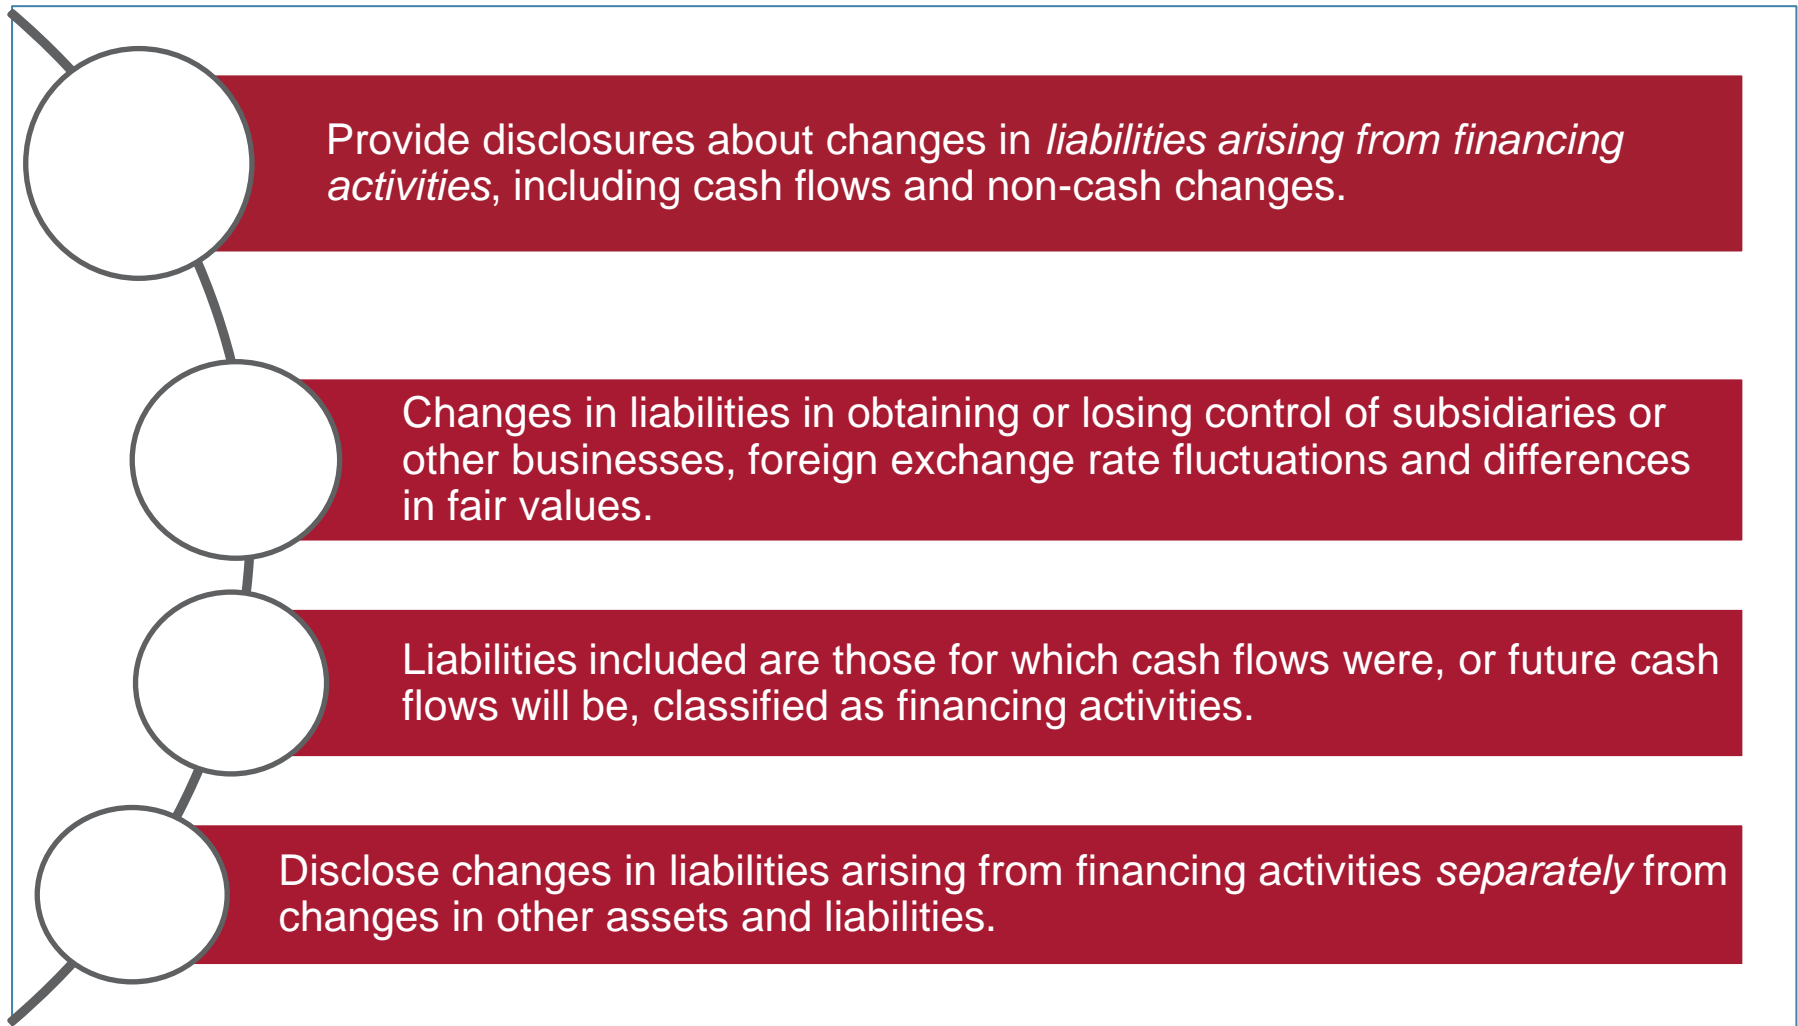 Provide disclosures about changes in liabilities arising from financing
activities, including cash flows and non-cash changes.
Changes in liabilities in obtaining or losing control of subsidiaries or
other businesses, foreign exchange rate fluctuations and differences
in fair values.
Liabilities included are those for which cash flows were, or future cash
flows will be, classified as financing activities.
Disclose changes in liabilities arising from financing activities separately from
changes in other assets and liabilities.